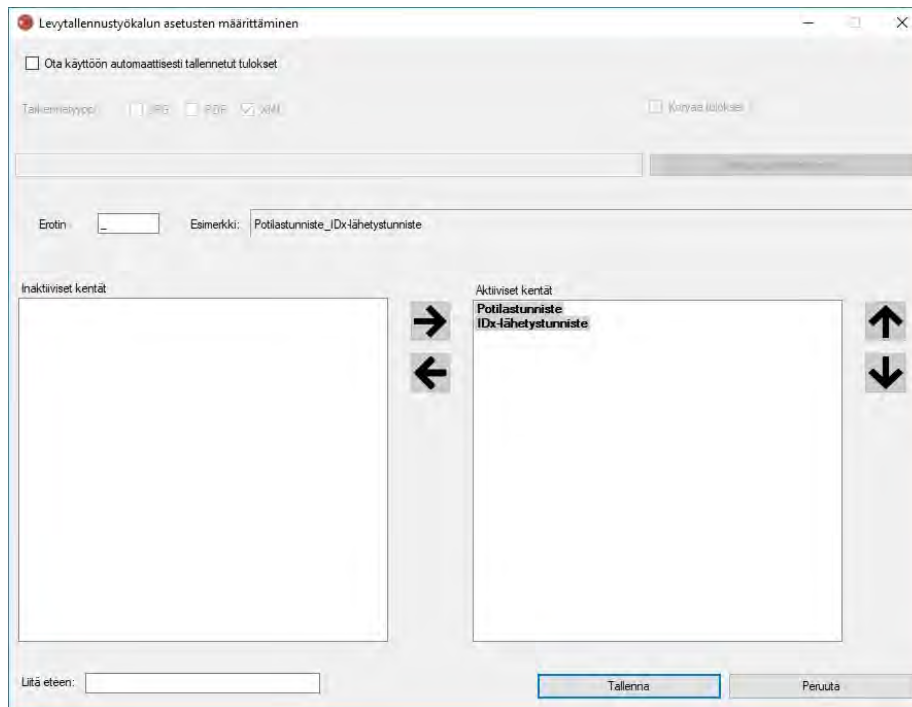 Levytallennustyökalun asetusten määrittäminen
Ota käyttöön automaattisesti tallennetut tulokset
JPG PDF XML
Korvaa tulokset
Erotin _ Esimerkki: Potilastunniste_IDx-lähetystunniste
Inaktiiviset kentät
Aktiiviset kentät
Potilastunniste
IDx-lähetystunniste
Liitä eteen:
Tallenna Peruuta